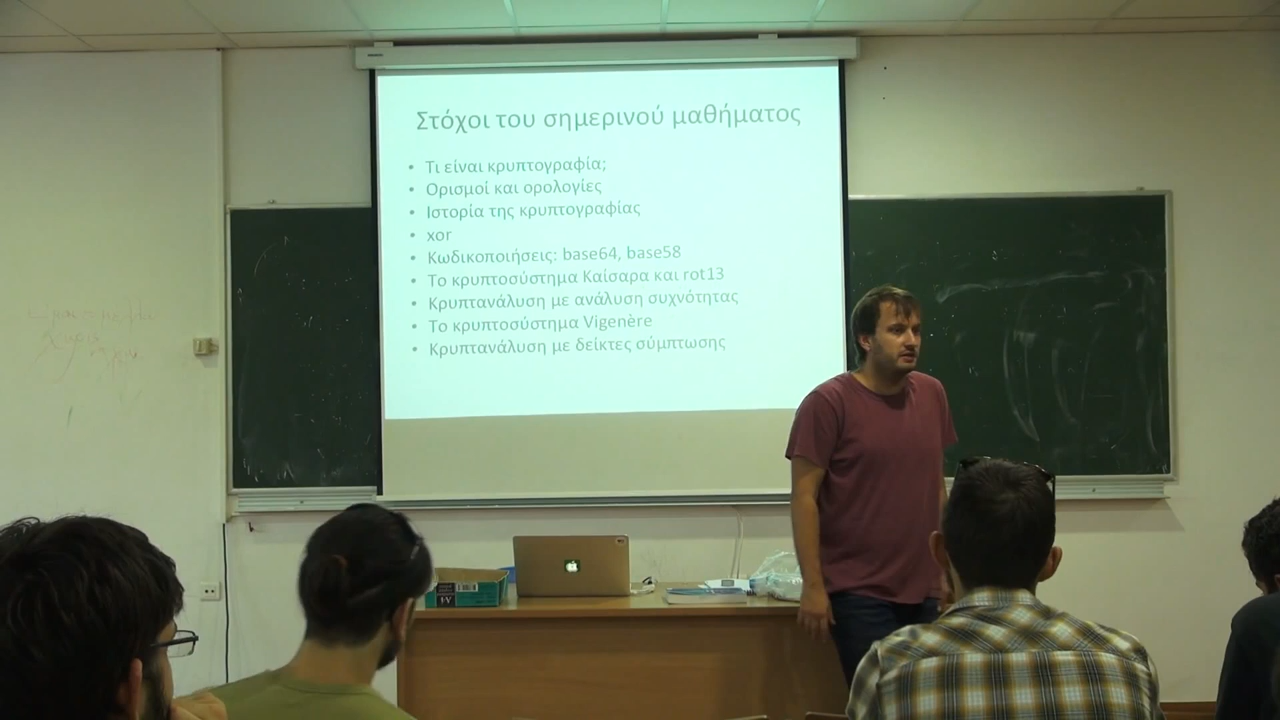 Στόχοι του σημερινού μαθήματος
• Τι είναι κρυπτογραφία;
• Ορισμοί και ορολογίες
• Ιστορία της κρυπτογραφίας
• xor
• Κωδικοποιήσεις: base64, base58
• Το κρυπτοσύστημα Καίσαρα και rot13
• Κρυπτανάλυση με ανάλυση συχνότητας
• Το κρυπτοσύστημα Vigenère
• Κρυπτανάλυση με δείκτες σύμπτωσης